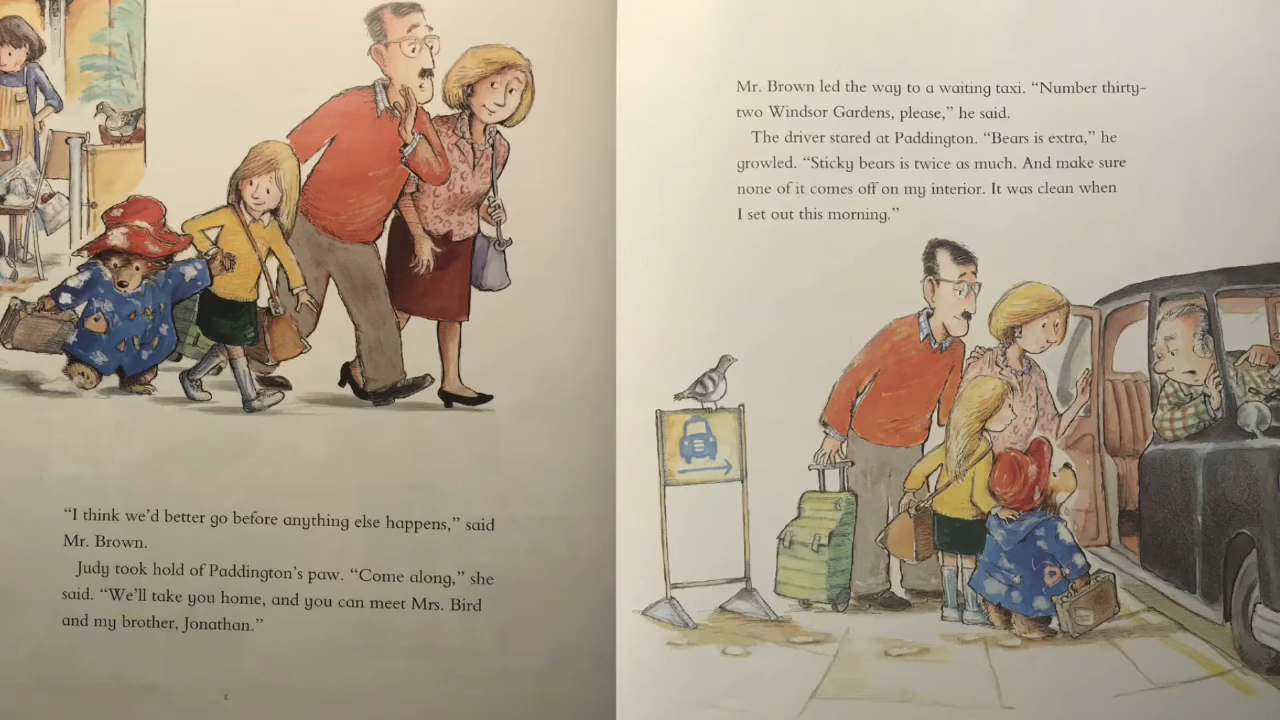 “I think we’d better go before anything else happens,” said
Mr. Brown.
Judy took hold of Paddington’s paw. “Come along,” she
said. “We’ll take you home, and you can meet Mrs. Bird
and my brother, Jonathan.”
Mr. Brown led the way to a waiting taxi. “Number thirty-
two Windsor Gardens, please,” he said.
The driver stared at Paddington. “Bears is extra,” he
growled. “Sticky bears is twice as much. And make sure
none of it comes off on my interior. It was clean when
I set out this morning.”